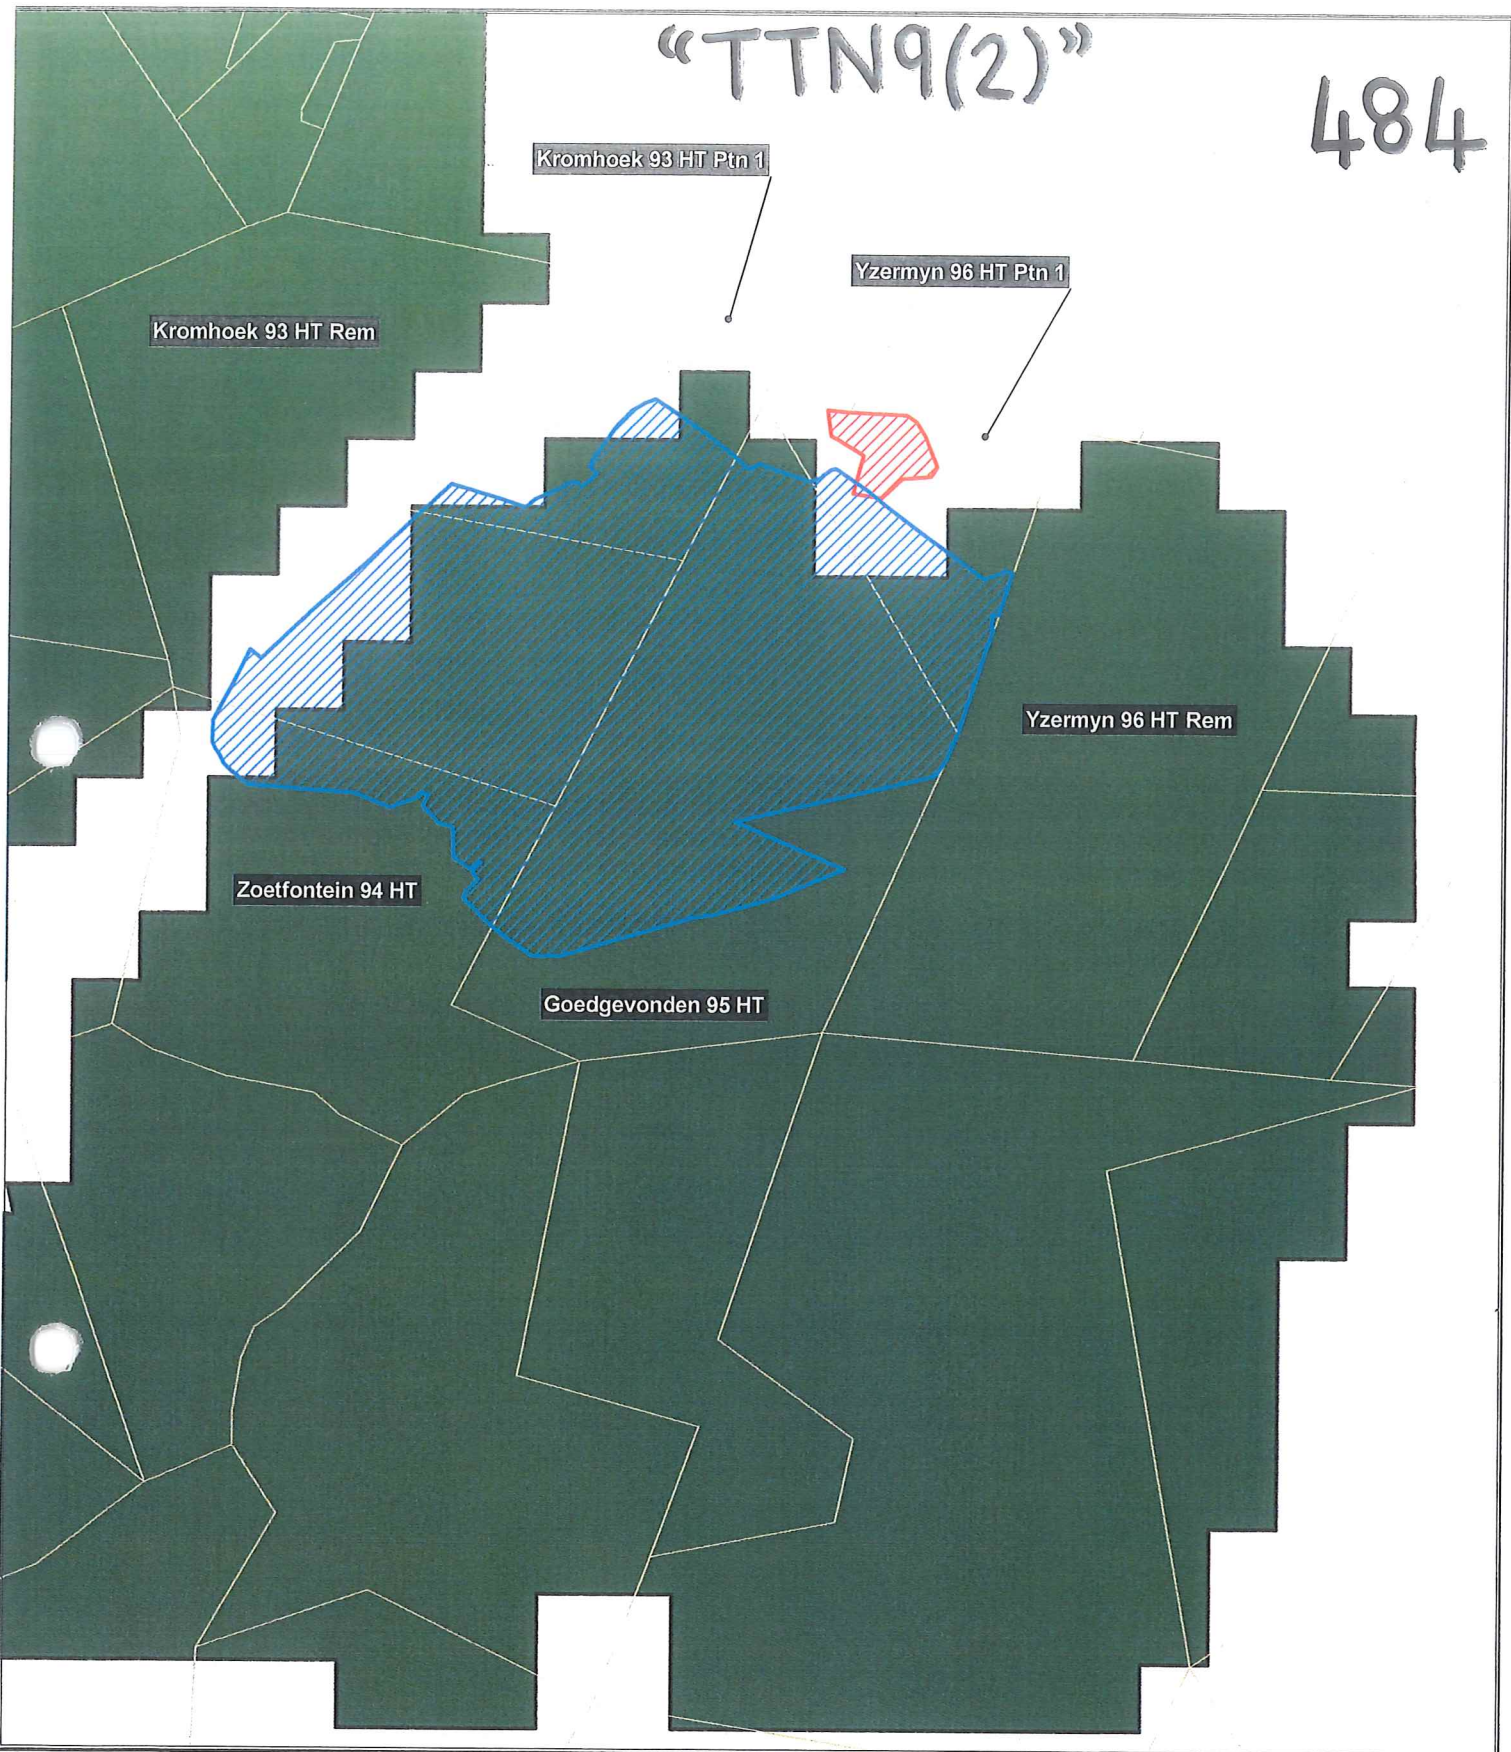 “TTN9(2)”
484
Kromhoek 93 HT Ptn 1
Yzermyn 96 HT Ptn 1
Kromhoek 93 HT Rem
Yzermyn 96 HT Rem
Zoetfontein 94 HT
Goedgevonden 95 HT